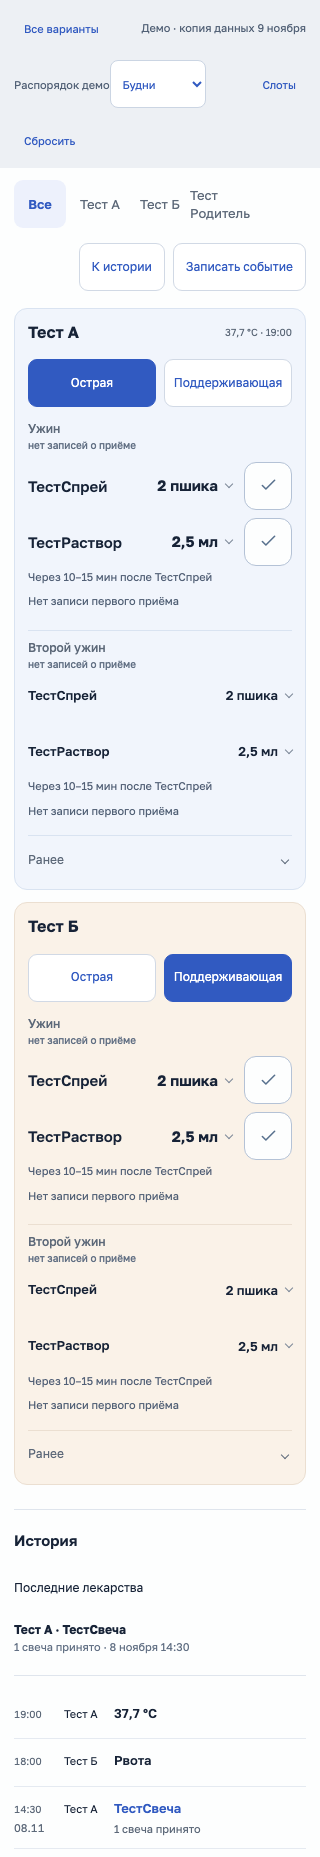 Все варианты
Демо · копия данных 9 ноября
Распорядок демо
Будни
Слоты
Сбросить
Все
Тест А
Тест Б
Тест Родитель
К истории
Записать событие
Тест А
37,7 °C · 19:00
Острая
Поддерживающая
Ужин
нет записей о приёме
ТестСпрей
2 пшика
ТестРаствор
2,5 мл
Через 10–15 мин после ТестСпрей
Нет записи первого приёма
Второй ужин
нет записей о приёме
ТестСпрей
2 пшика
ТестРаствор
2,5 мл
Через 10–15 мин после ТестСпрей
Нет записи первого приёма
Ранее
Тест Б
Острая
Поддерживающая
Ужин
нет записей о приёме
ТестСпрей
2 пшика
ТестРаствор
2,5 мл
Через 10–15 мин после ТестСпрей
Нет записи первого приёма
Второй ужин
нет записей о приёме
ТестСпрей
2 пшика
ТестРаствор
2,5 мл
Через 10–15 мин после ТестСпрей
Нет записи первого приёма
Ранее
История
Последние лекарства
Тест А · ТестСвеча
1 свеча принято · 8 ноября 14:30
19:00 Тест А 37,7 °C
18:00 Тест Б Рвота
14:30 Тест А ТестСвеча
08.11 1 свеча принято